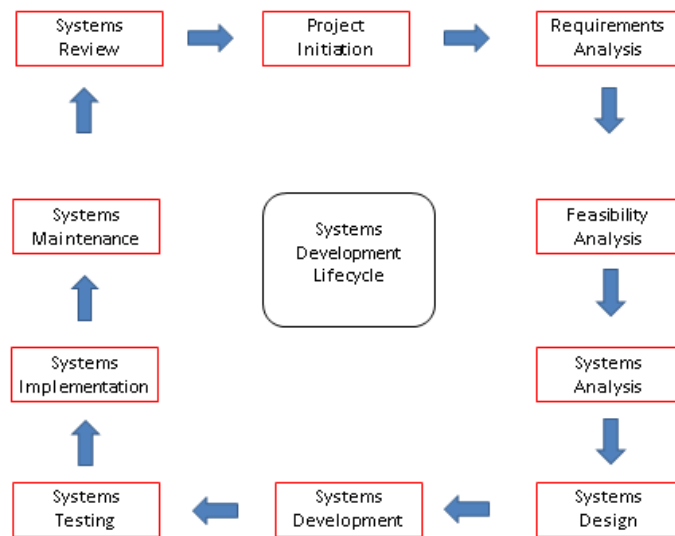 Systems
Review
Project
Initiation
Requirements
Analysis
Systems
Maintenance
Systems
Development
Lifecycle
Feasibility
Analysis
Systems
Implementation
Systems
Analysis
Systems
Testing
Systems
Development
Systems
Design